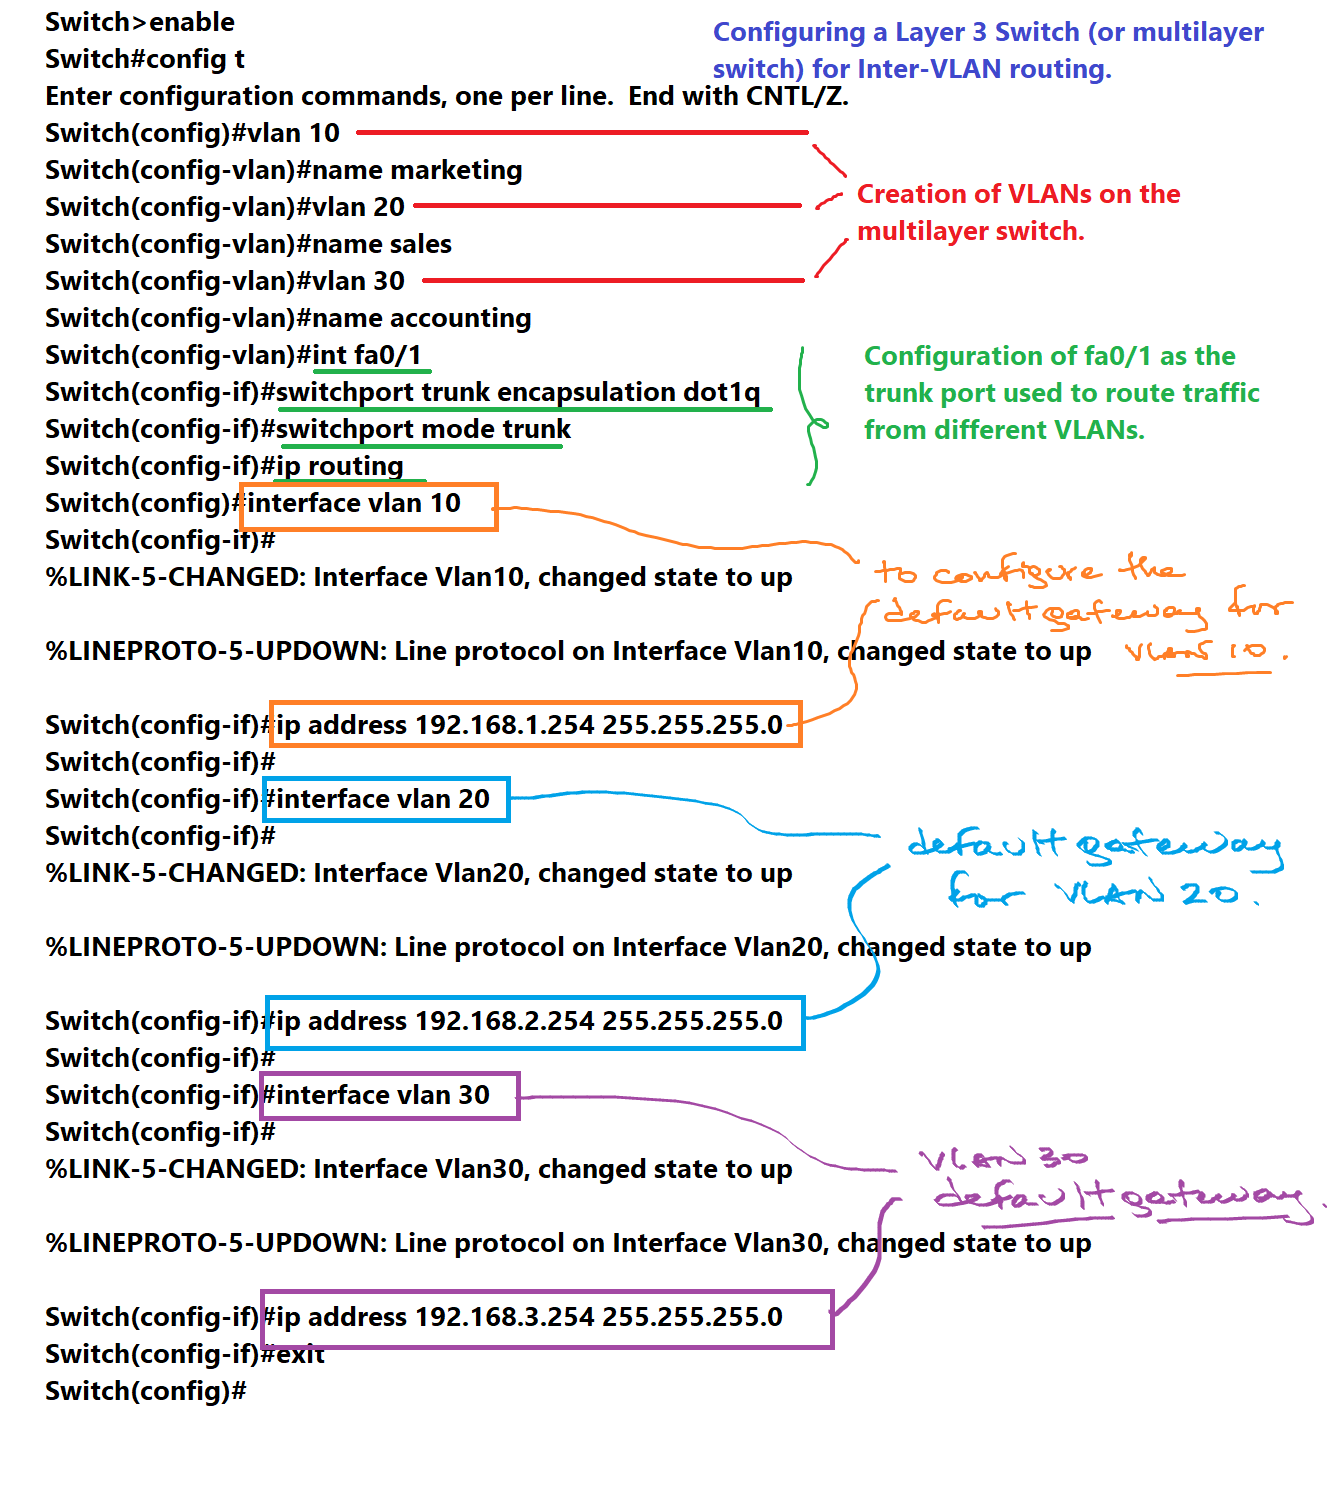 Switch>enable
Configuring a Layer 3 Switch (or multilayer
Switch#config t
switch) for Inter-VLAN routing.
Enter configuration commands, one per line.  End with CNTL/Z.
Switch(config)#vlan 10
Switch(config-vlan)#name marketing
Creation of VLANs on the
Switch(config-vlan)#vlan 20
multilayer switch.
Switch(config-vlan)#name sales
Switch(config-vlan)#vlan 30
Switch(config-vlan)#name accounting
Switch(config-vlan)#int fa0/1
Configuration of fa0/1 as the
Switch(config-if)#switchport trunk encapsulation dot1q
trunk port used to route traffic
Switch(config-if)#switchport mode trunk
from different VLANs.
Switch(config-if)#ip routing
Switch(config)#interface vlan 10
Switch(config-if)#
%LINK-5-CHANGED: Interface Vlan10, changed state to up
to configure the
default gateway for
VLANS 10.
%LINEPROTO-5-UPDOWN: Line protocol on Interface Vlan10, changed state to up
Switch(config-if)#ip address 192.168.1.254 255.255.255.0
Switch(config-if)#
Switch(config-if)#interface vlan 20
Switch(config-if)#
default gateway
for VLAN 20.
%LINK-5-CHANGED: Interface Vlan20, changed state to up
%LINEPROTO-5-UPDOWN: Line protocol on Interface Vlan20, changed state to up
Switch(config-if)#ip address 192.168.2.254 255.255.255.0
Switch(config-if)#
Switch(config-if)#interface vlan 30
Switch(config-if)#
%LINK-5-CHANGED: Interface Vlan30, changed state to up
VLAN 30
default gateway.
%LINEPROTO-5-UPDOWN: Line protocol on Interface Vlan30, changed state to up
Switch(config-if)#ip address 192.168.3.254 255.255.255.0
Switch(config-if)#exit
Switch(config)#